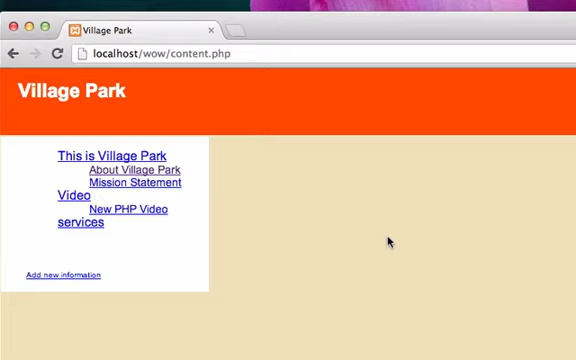 Village Park
localhost/wow/content.php
Village Park
This is Village Park
About Village Park
Mission Statement
Video
New PHP Video
services
Add new information